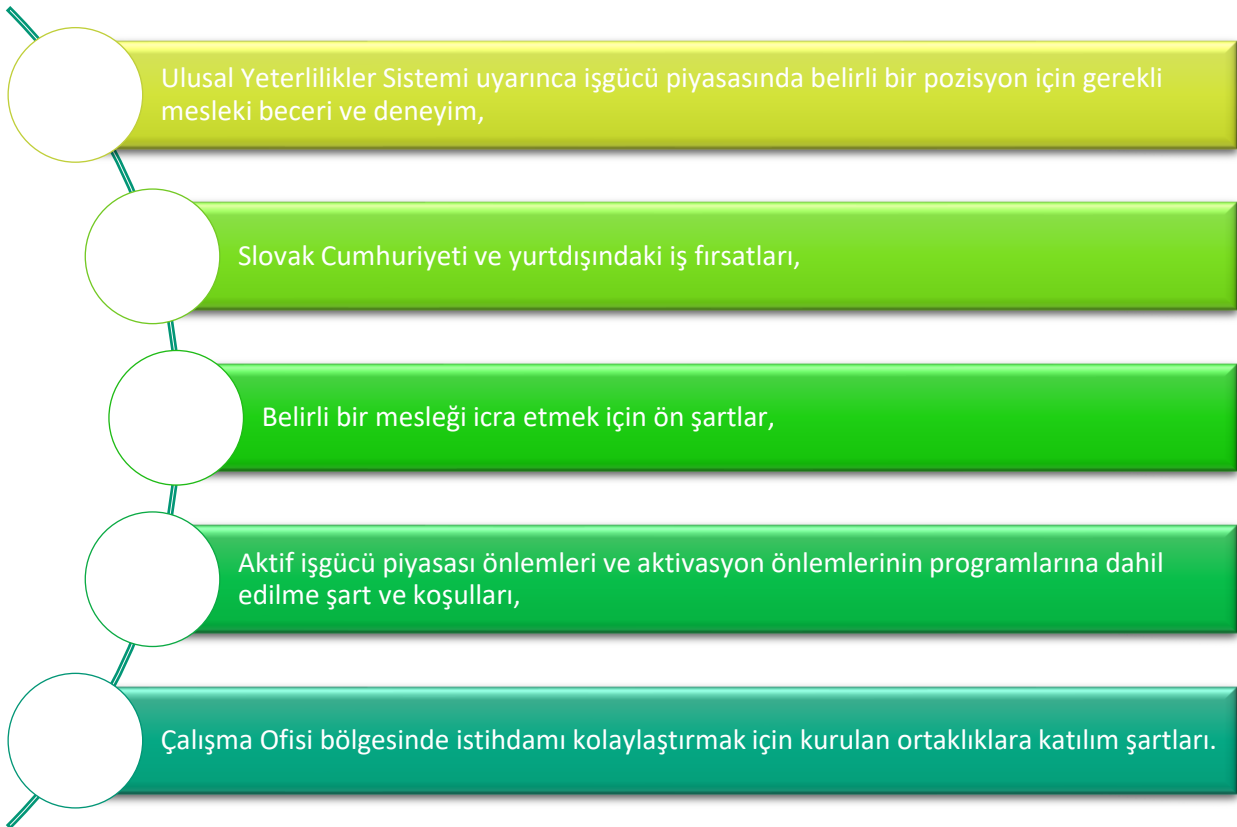 Ulusal Yeterlilikler Sistemi uyarınca işgücü piyasasında belirli bir pozisyon için gerekli
mesleki beceri ve deneyim,
Slovak Cumhuriyeti ve yurtdışındaki iş fırsatları,
Belirli bir mesleği icra etmek için ön şartlar,
Aktif işgücü piyasası önlemleri ve aktivasyon önlemlerinin programlarına dahil
edilme şart ve koşulları,
Çalışma Ofisi bölgesinde istihdamı kolaylaştırmak için kurulan ortaklıklara katılım şartları.